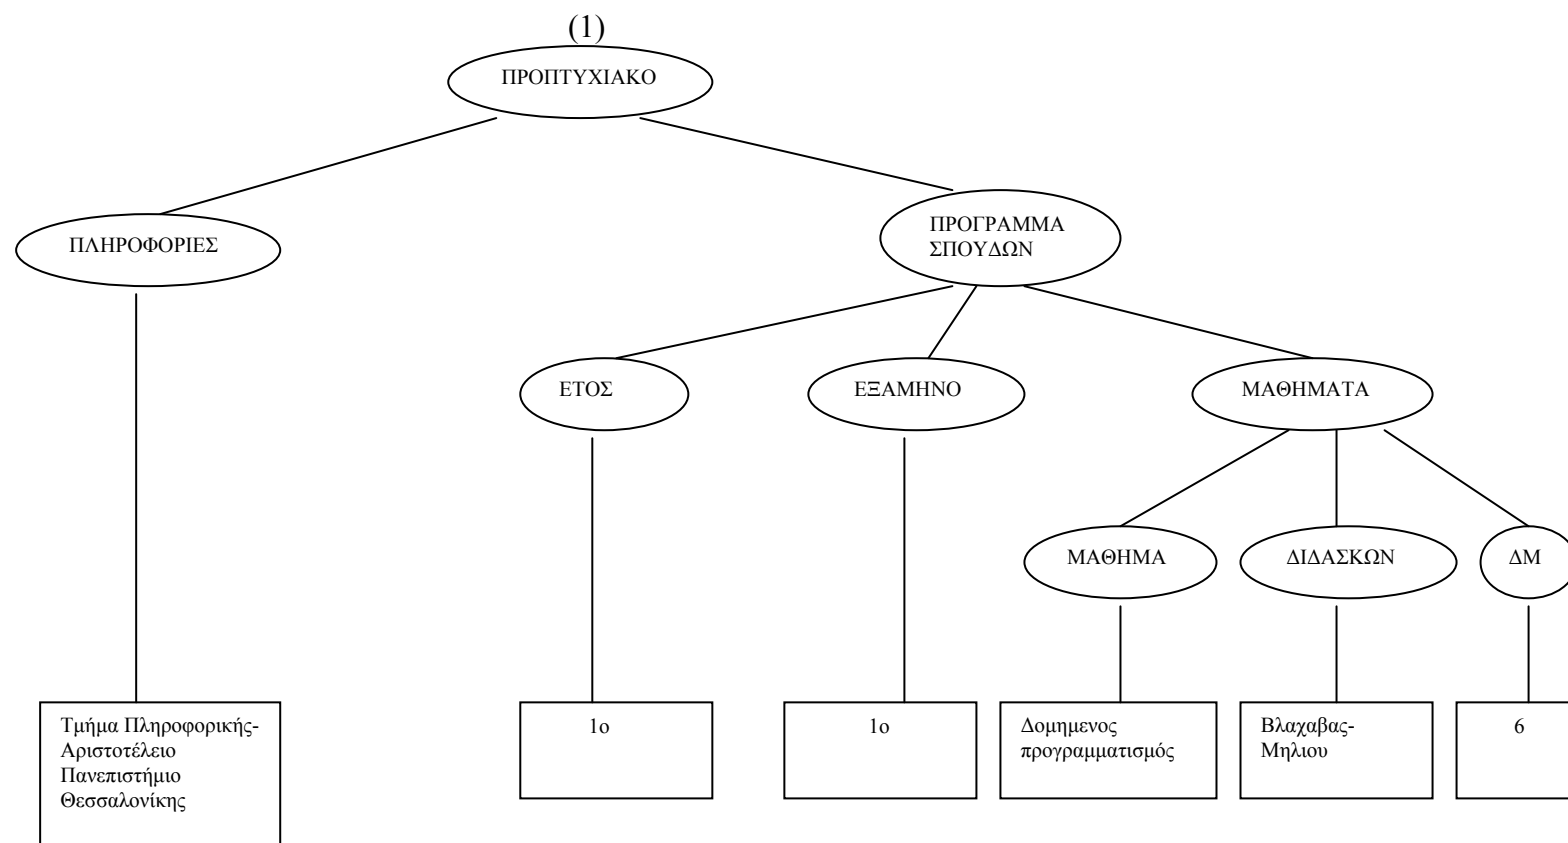 (1)
ΠΡΟΠΤΥΧΙΑΚΟ
ΠΛΗΡΟΦΟΡΙΕΣ
ΠΡΟΓΡΑΜΜΑ
ΣΠΟΥΔΩΝ
ΕΤΟΣ
ΕΞΑΜΗΝΟ
ΜΑΘΗΜΑΤΑ
ΜΑΘΗΜΑ
ΔΙΔΑΣΚΩΝ
ΔΜ
Τμήμα Πληροφορικής-
Αριστοτέλειο
Πανεπιστήμιο
Θεσσαλονίκης
1ο
1ο
Δομημενος
προγραμματισμός
Βλαχαβας-
Μηλιου
6